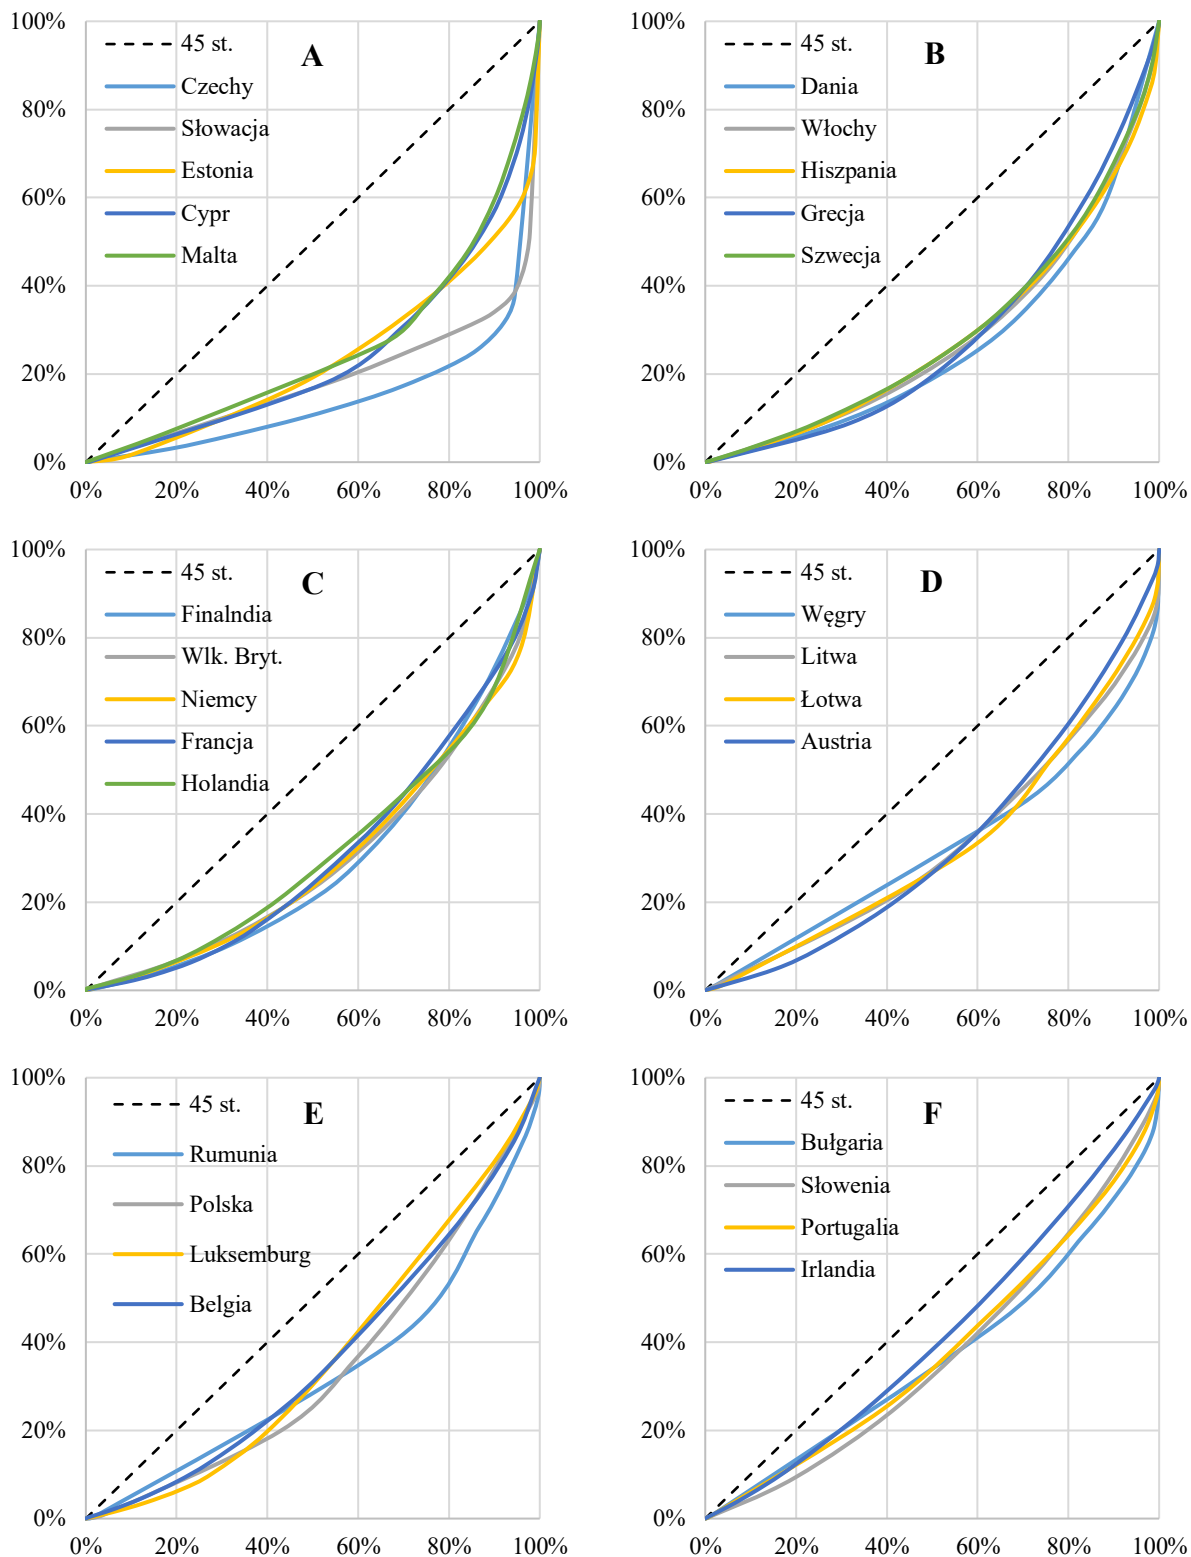 100%
80%
60%
40%
20%
0%
0% 20% 40% 60% 80% 100%
A
45 st.
Czechy
Słowacja
Estonia
Cypr
Malta
100%
80%
60%
40%
20%
0%
0% 20% 40% 60% 80% 100%
B
45 st.
Dania
Włochy
Hiszpania
Grecja
Szwecja
100%
80%
60%
40%
20%
0%
0% 20% 40% 60% 80% 100%
C
45 st.
Finalndia
Wlk. Bryt.
Niemcy
Francja
Holandia
100%
80%
60%
40%
20%
0%
0% 20% 40% 60% 80% 100%
D
45 st.
Węgry
Litwa
Łotwa
Austria
100%
80%
60%
40%
20%
0%
0% 20% 40% 60% 80% 100%
E
45 st.
Rumunia
Polska
Luksemburg
Belgia
100%
80%
60%
40%
20%
0%
0% 20% 40% 60% 80% 100%
F
45 st.
Bułgaria
Słowenia
Portugalia
Irlandia